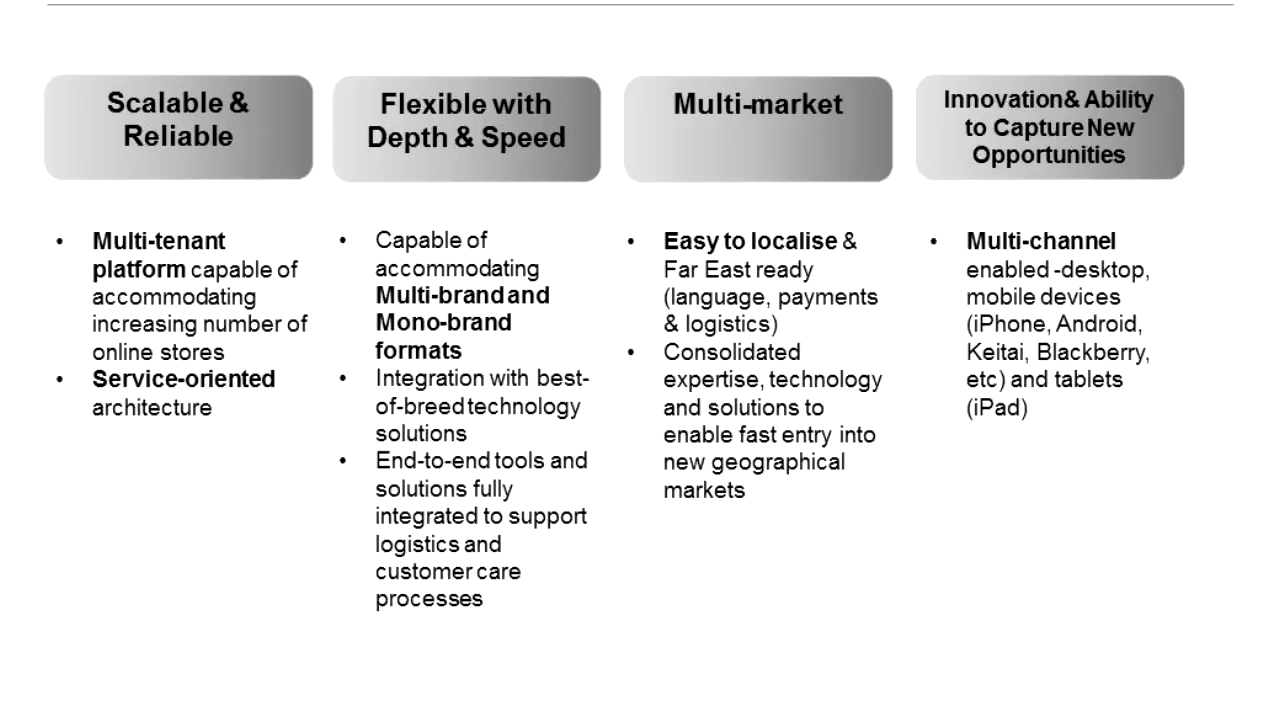 Scalable &
Reliable
Flexible with
Depth & Speed
Multi-market
Innovation& Ability
to Capture New
Opportunities
• Multi-tenant
platform capable of
accommodating
increasing number of
online stores
• Service-oriented
architecture
• Capable of
accommodating
Multi-brand and
Mono-brand
formats
• Integration with best-
of-breed technology
solutions
• End-to-end tools and
solutions fully
integrated to support
logistics and
customer care
processes
• Easy to localise &
Far East ready
(language, payments
& logistics)
• Consolidated
expertise, technology
and solutions to
enable fast entry into
new geographical
markets
• Multi-channel
enabled -desktop,
mobile devices
(iPhone, Android,
Keitai, Blackberry,
etc) and tablets
(iPad)